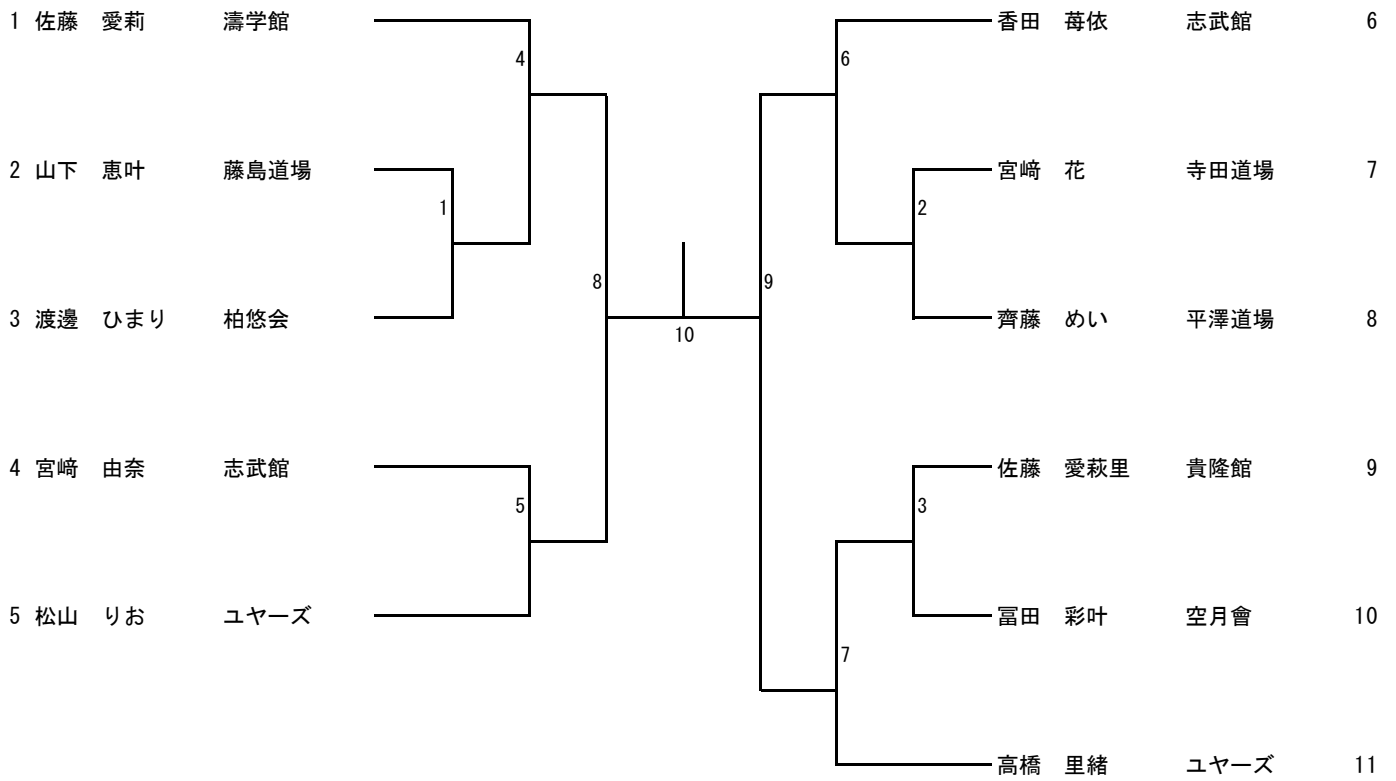 1 佐藤 愛莉 濤学館
4
2 山下 恵叶 藤島道場
1
3 渡邊 ひまり 柏悠会
8
4 宮﨑 由奈 志武館
5
5 松山 りお ユヤーズ
10
香田 苺依 志武館 6
6
宮﨑 花 寺田道場 7
2
9
齊藤 めい 平澤道場 8
佐藤 愛萩里 貴隆館 9
3
冨田 彩叶 空月會 10
7
高橋 里緒 ユヤーズ 11